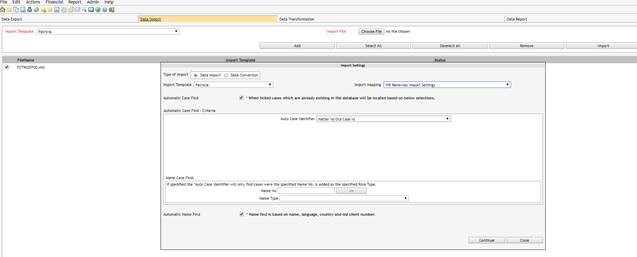 File Edit Actions Financial Report Admin Help
Data Export Data Import Data Transformation Data Report
Import Template Patricia Import File Choose File No file chosen
Add Select All Deselect all Remove Import
FileName Import Template Status
Import Settings
Type of Import Data Import Data Conversion
Import Template Patricia Import Mapping HR Renewals Import Settings
Automatic Case Find * When ticked cases which are already existing in the database will be located based on below selections.
Automatic Case Find - Criteria
Auto Case Identifier Matter Id/Old Case Id
Name Case Find:
If specified the 'Auto Case Identifier will only find cases were the specified Name No. is added as the specified Role Type.
Name No
Name Type
Automatic Name Find * Name find is based on name, language, country and old client number.
Continue Close